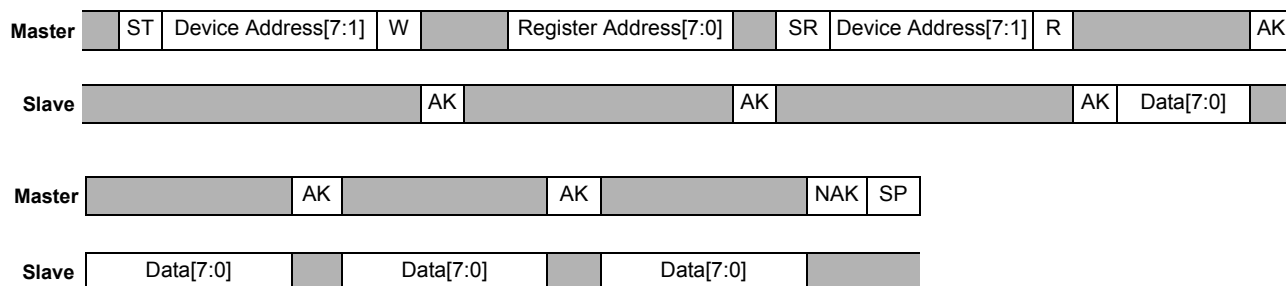 Master ST Device Address[7:1] W Register Address[7:0] SR Device Address[7:1] R AK
Slave AK AK AK Data[7:0]
Master AK AK NAK SP
Slave Data[7:0] Data[7:0] Data[7:0]